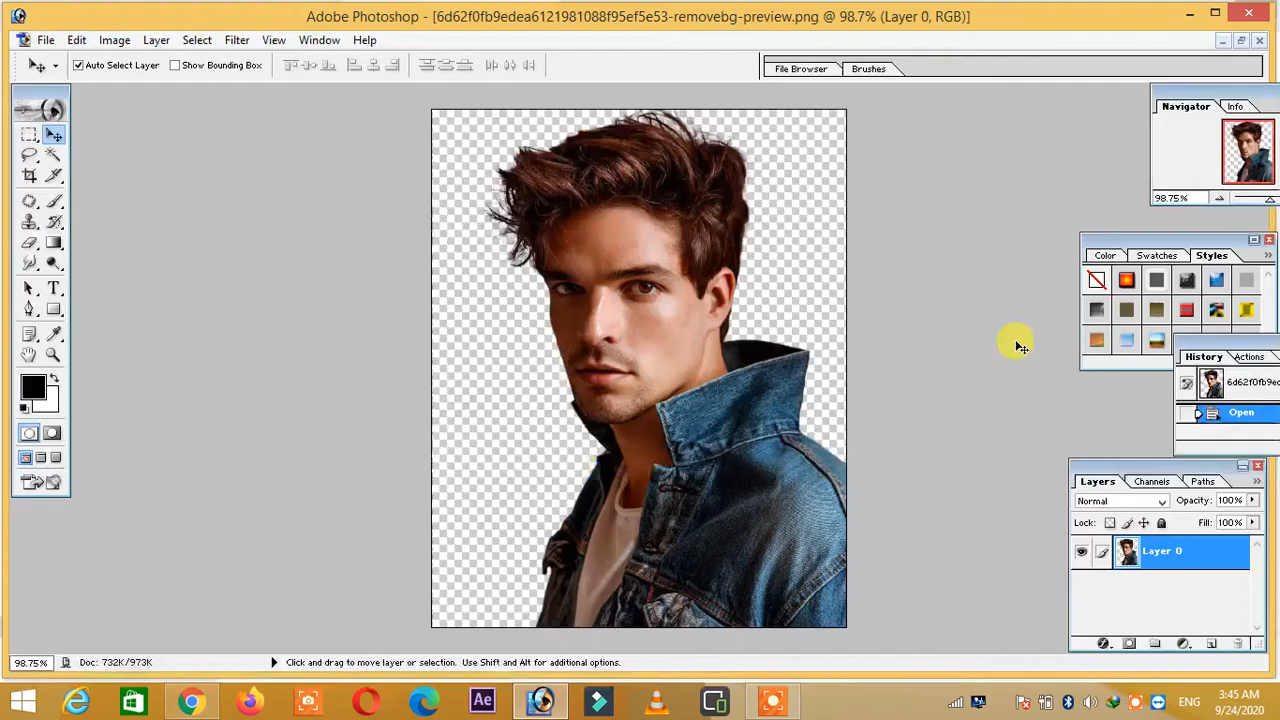 Adobe Photoshop - [6d62f0fb9edea6121981088f95ef5e53-removebg-preview.png @ 98.7% (Layer 0, RGB)]
File Edit Image Layer Select Filter View Window Help
Auto Select Layer Show Bounding Box File Browser Brushes
Navigator Info
98.75%
Color Swatches Styles
History Actions
6d62f0fb9ed
Open
Layers Channels Paths
Normal Opacity: 100%
Lock: Fill: 100%
Layer 0
98.75% Doc: 732K/973K Click and drag to move layer or selection. Use Shift and Alt for additional options.
Ae
ENG
3:45 AM
9/24/2020